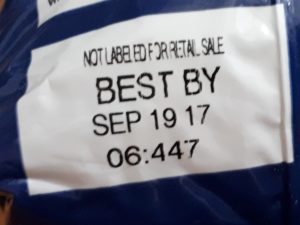 NOT LABELED FOR RETAIL SALE
BEST BY
SEP 19 17
06:447